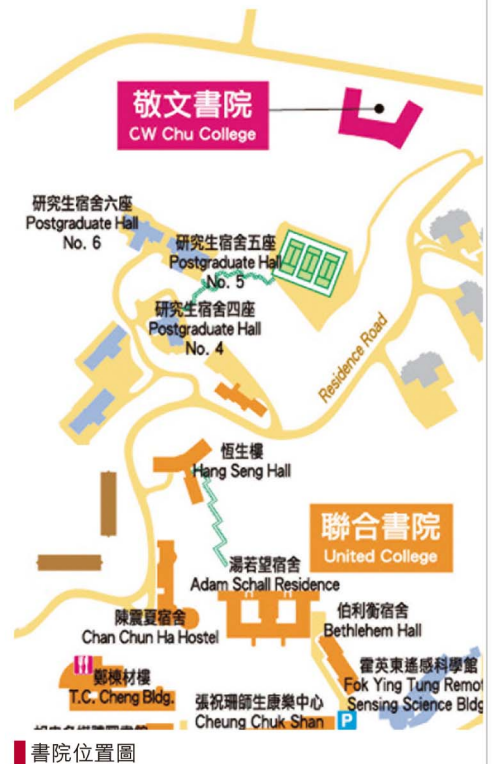 敬文書院
CW Chu College
研究生宿舍六座
Postgraduate Hall
No. 6
研究生宿舍五座
Postgraduate Hall
No. 5
研究生宿舍四座
Postgraduate Hall
No. 4
Residence Road
恆生樓
Hang Seng Hall
聯合書院
United College
湯若望宿舍
Adam Schall Residence
陳震夏宿舍
Chan Chun Ha Hostel
伯利衡宿舍
Bethlehem Hall
霍英東遙感科學館
Fok Ying Tung Remot
Sensing Science Bldg
鄭棟材樓
T.C. Cheng Bldg.
張祝珊師生康樂中心
Cheung Chuk Shan
P
書院位置圖